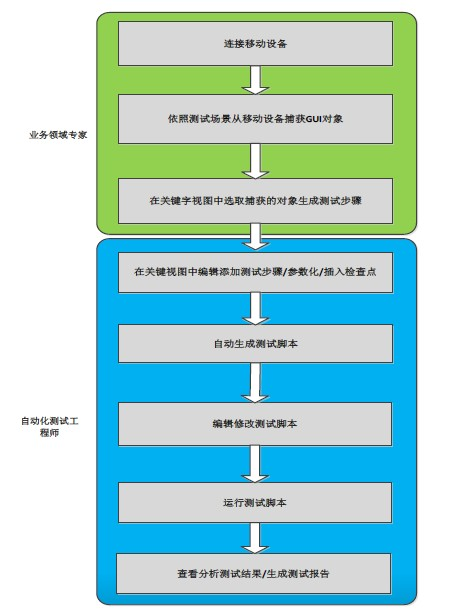 连接移动设备
依照测试场景从移动设备捕获GUI对象
业务领域专家
在关键字视图中选取捕获的对象生成测试步骤
在关键视图中编辑添加测试步骤/参数化/插入检查点
自动生成测试脚本
自动化测试工
程师
编辑修改测试脚本
运行测试脚本
查看分析测试结果/生成测试报告